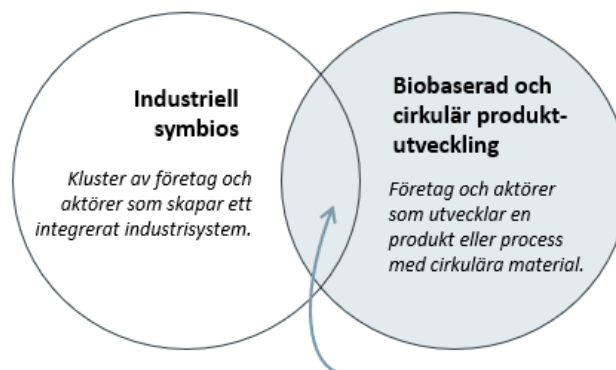 Industriell
symbios
Kluster av företag och
aktörer som skapar ett
integrerat industrisystem.
Biobaserad och
cirkulär produkt-
utveckling
Företag och aktörer
som utvecklar en
produkt eller process
med cirkulära material.